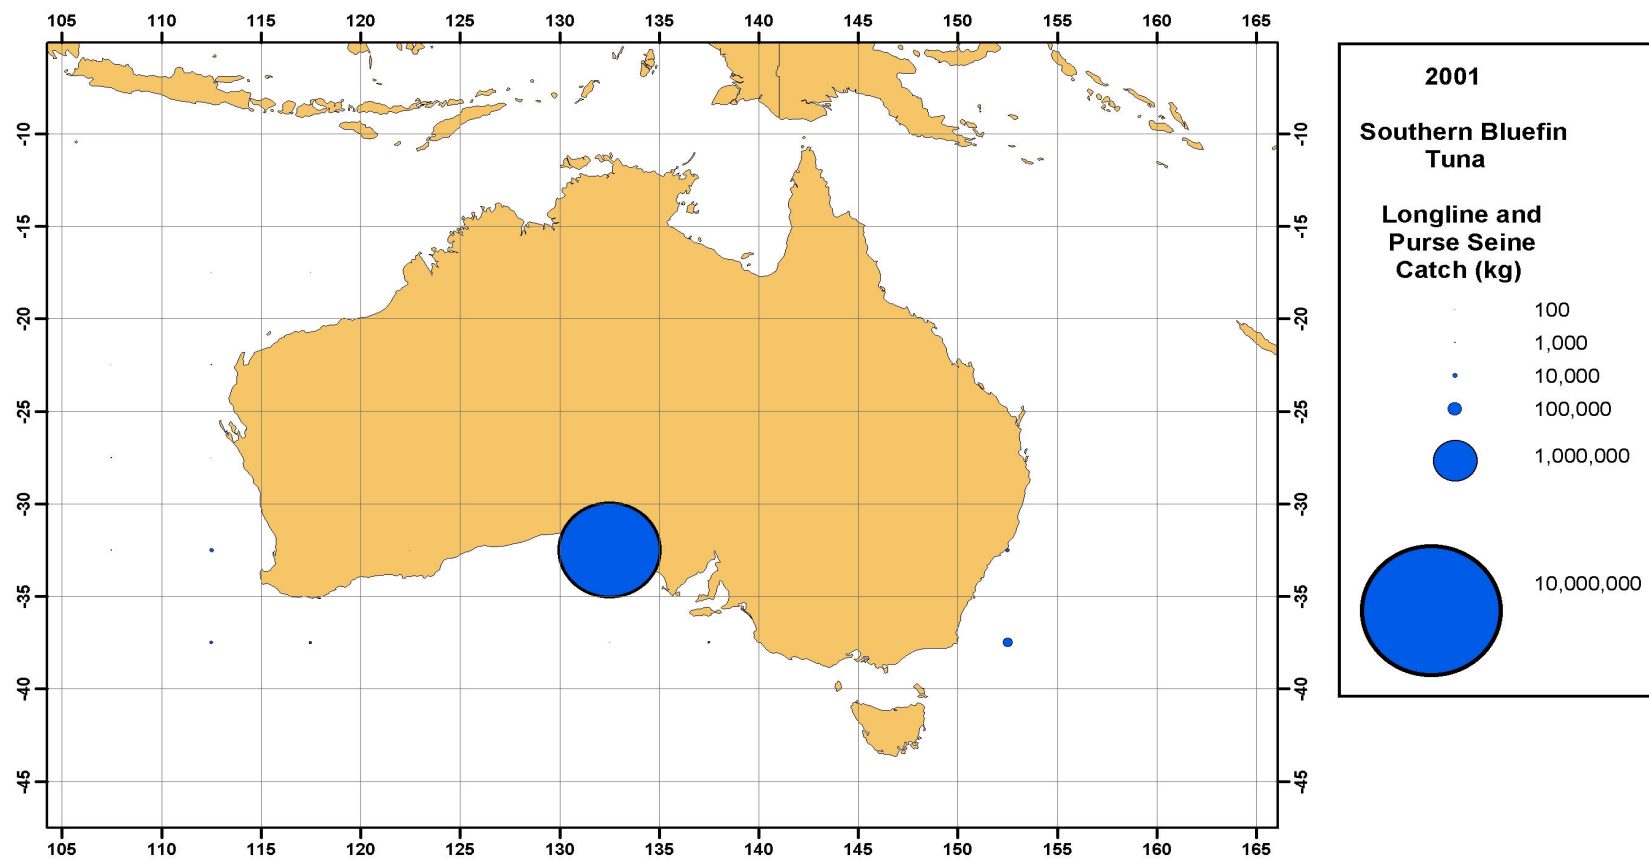 105 110 115 120 125 130 135 140 145 150 155 160 165
-10 -10
-15 -15
-20 -20
-25 -25
-30 -30
-35 -35
-40 -40
-45 -45
105 110 115 120 125 130 135 140 145 150 155 160 165
2001
Southern Bluefin
Tuna
Longline and
Purse Seine
Catch (kg)
100
1,000
10,000
100,000
1,000,000
10,000,000